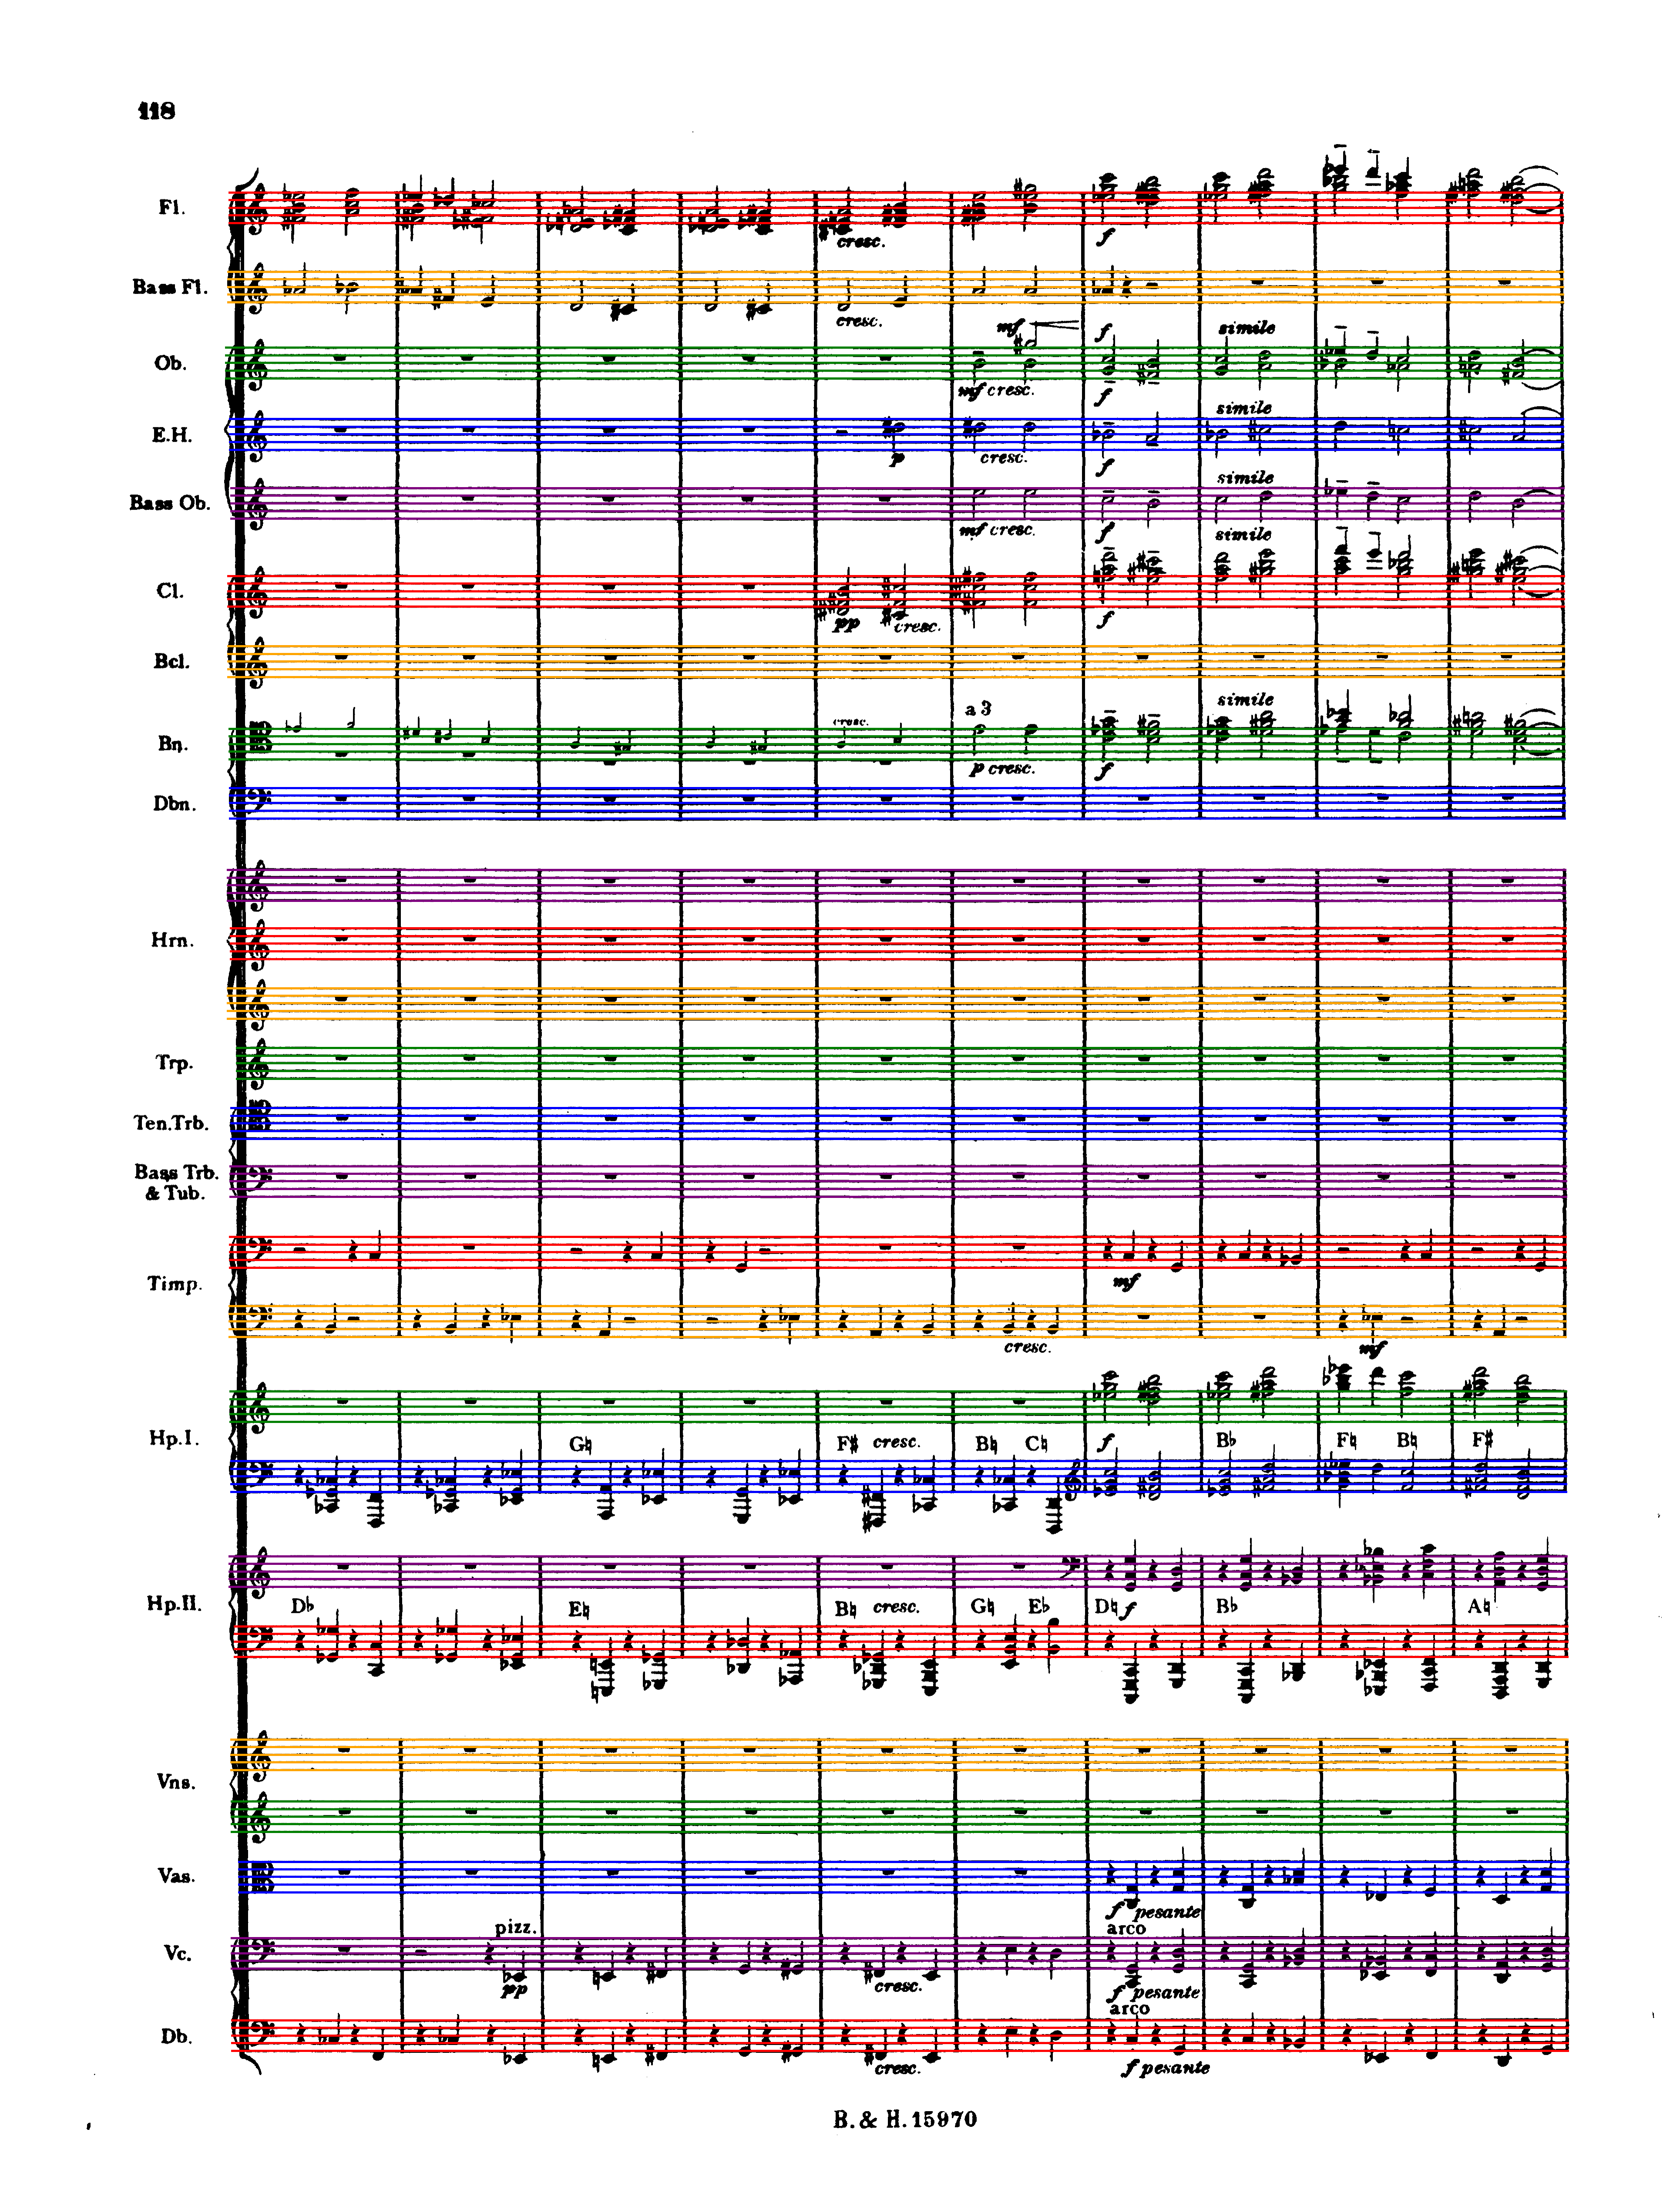 118
Fl.
cresc.
f
Bass Fl.
cresc.
mf
f
simile
Ob.
mf cresc.
f
simile
E.H.
p
cresc.
f
simile
Bass Ob.
mf cresc.
f
simile
Cl.
pp
cresc.
f
Bcl.
cresc.
a 3
simile
Bn.
p cresc.
f
Dbn.
Hrn.
Trp.
Ten.Trb.
Bass Trb.
& Tub.
mf
Timp.
cresc.
mf
Hp.I.
G♮
F♯ cresc.
B♮ C♮
f
B♭
F♮ B♮
F♯
Hp.II.
D♭
E♮
B♮ cresc.
G♮ E♭
D♮ f
B♭
A♮
Vns.
Vas.
f pesante
pizz.
arco
Vc.
pp
cresc.
f pesante
arco
Db.
cresc.
f pesante
B. & H. 15970